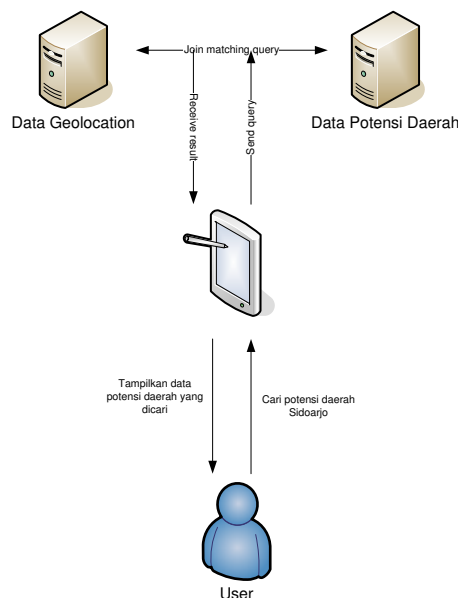 Join matching query
Data Geolocation
Data Potensi Daerah
Receive result
Send query
Tampilkan data
potensi daerah yang
dicari
Cari potensi daerah
Sidoarjo
User